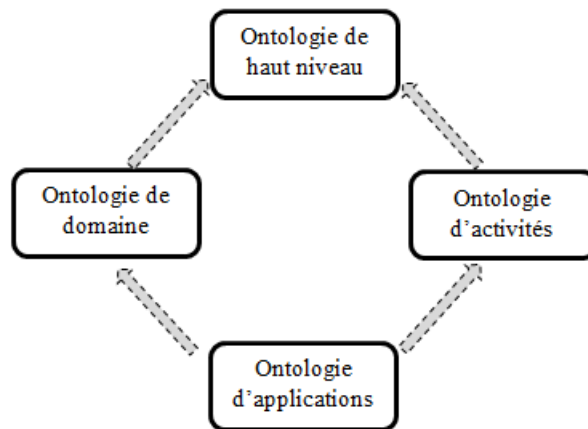 Ontologie de
haut niveau
Ontologie de
domaine
Ontologie
d’activités
Ontologie
d’applications